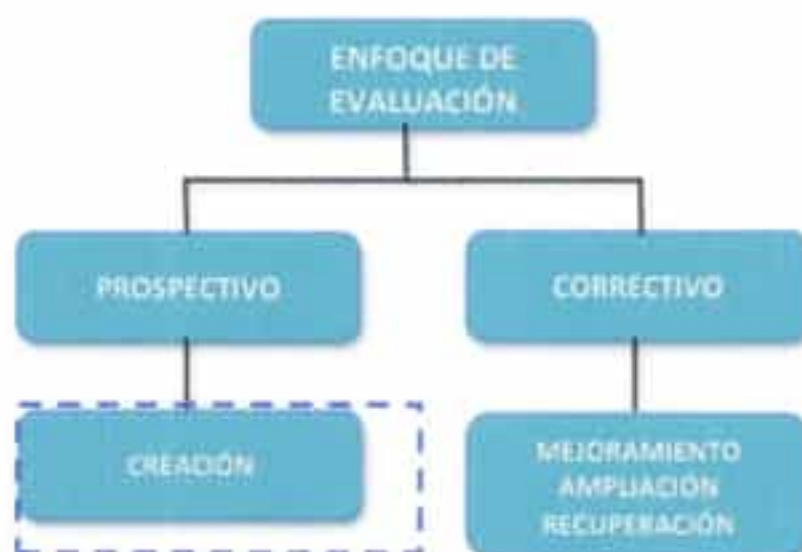 ENFOQUE DE
EVALUACIÓN
PROSPECTIVO
CORRECTIVO
CREACIÓN
MEJORAMIENTO
AMPLIACIÓN
RECUPERACIÓN